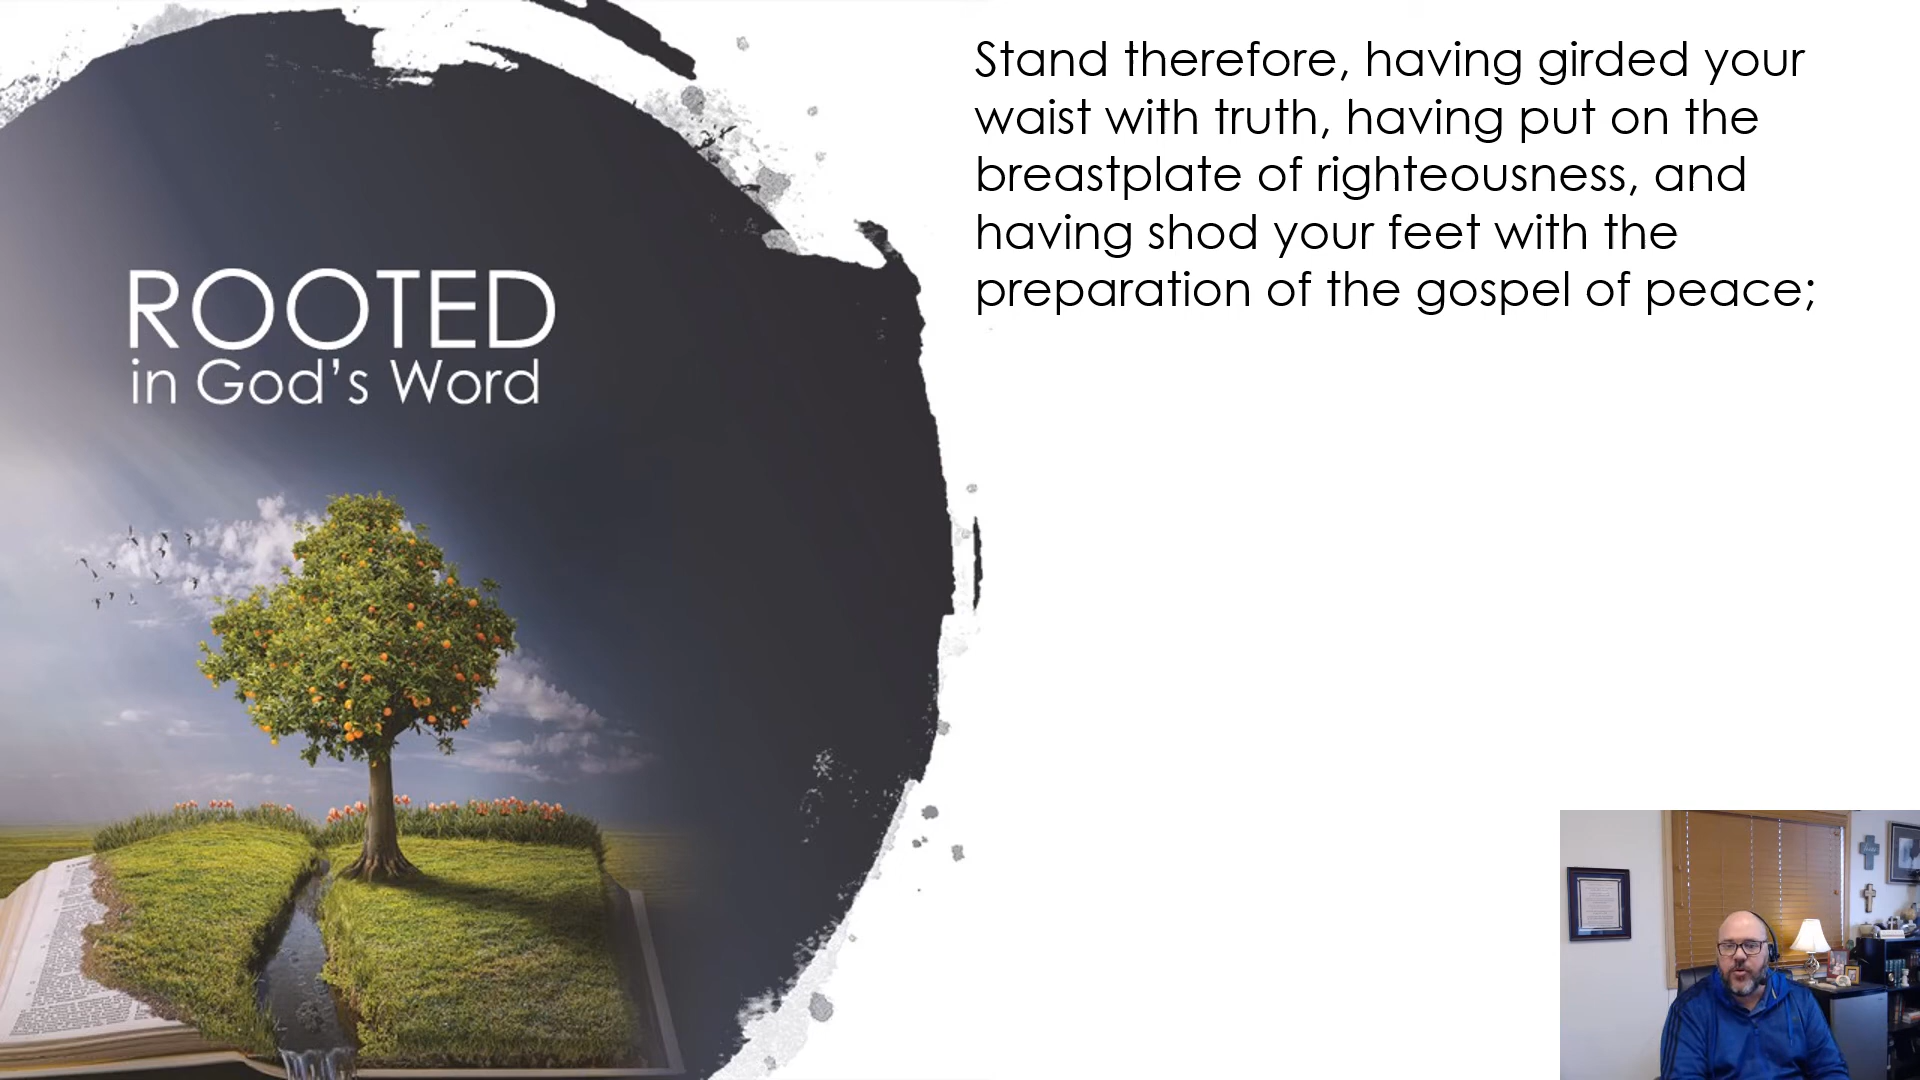 ROOTED
in God's Word
Stand therefore, having girded your
waist with truth, having put on the
breastplate of righteousness, and
having shod your feet with the
preparation of the gospel of peace;